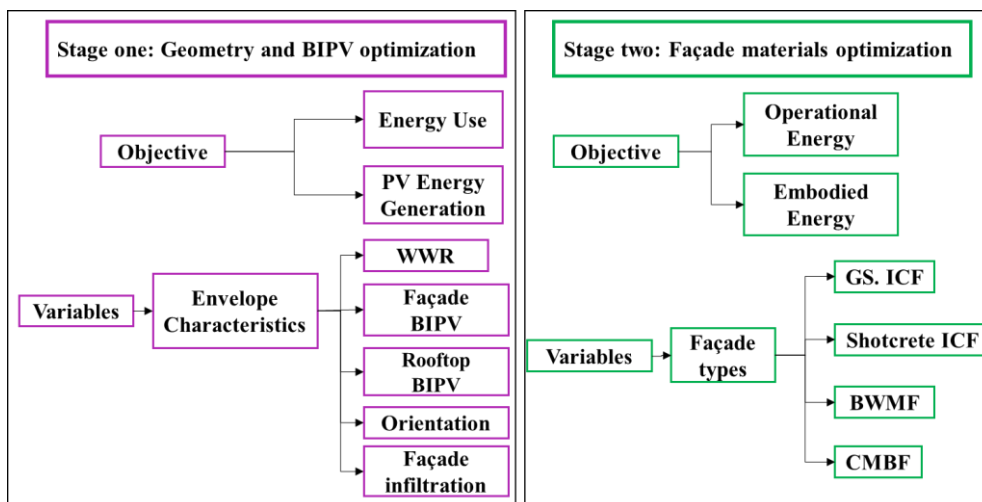 Stage one: Geometry and BIPV optimization
Objective
Energy Use
PV Energy
Generation
Variables
Envelope
Characteristics
WWR
Façade
BIPV
Rooftop
BIPV
Orientation
Façade
infiltration
Stage two: Façade materials optimization
Objective
Operational
Energy
Embodied
Energy
Variables
Façade
types
GS. ICF
Shotcrete ICF
BWMF
CMBF